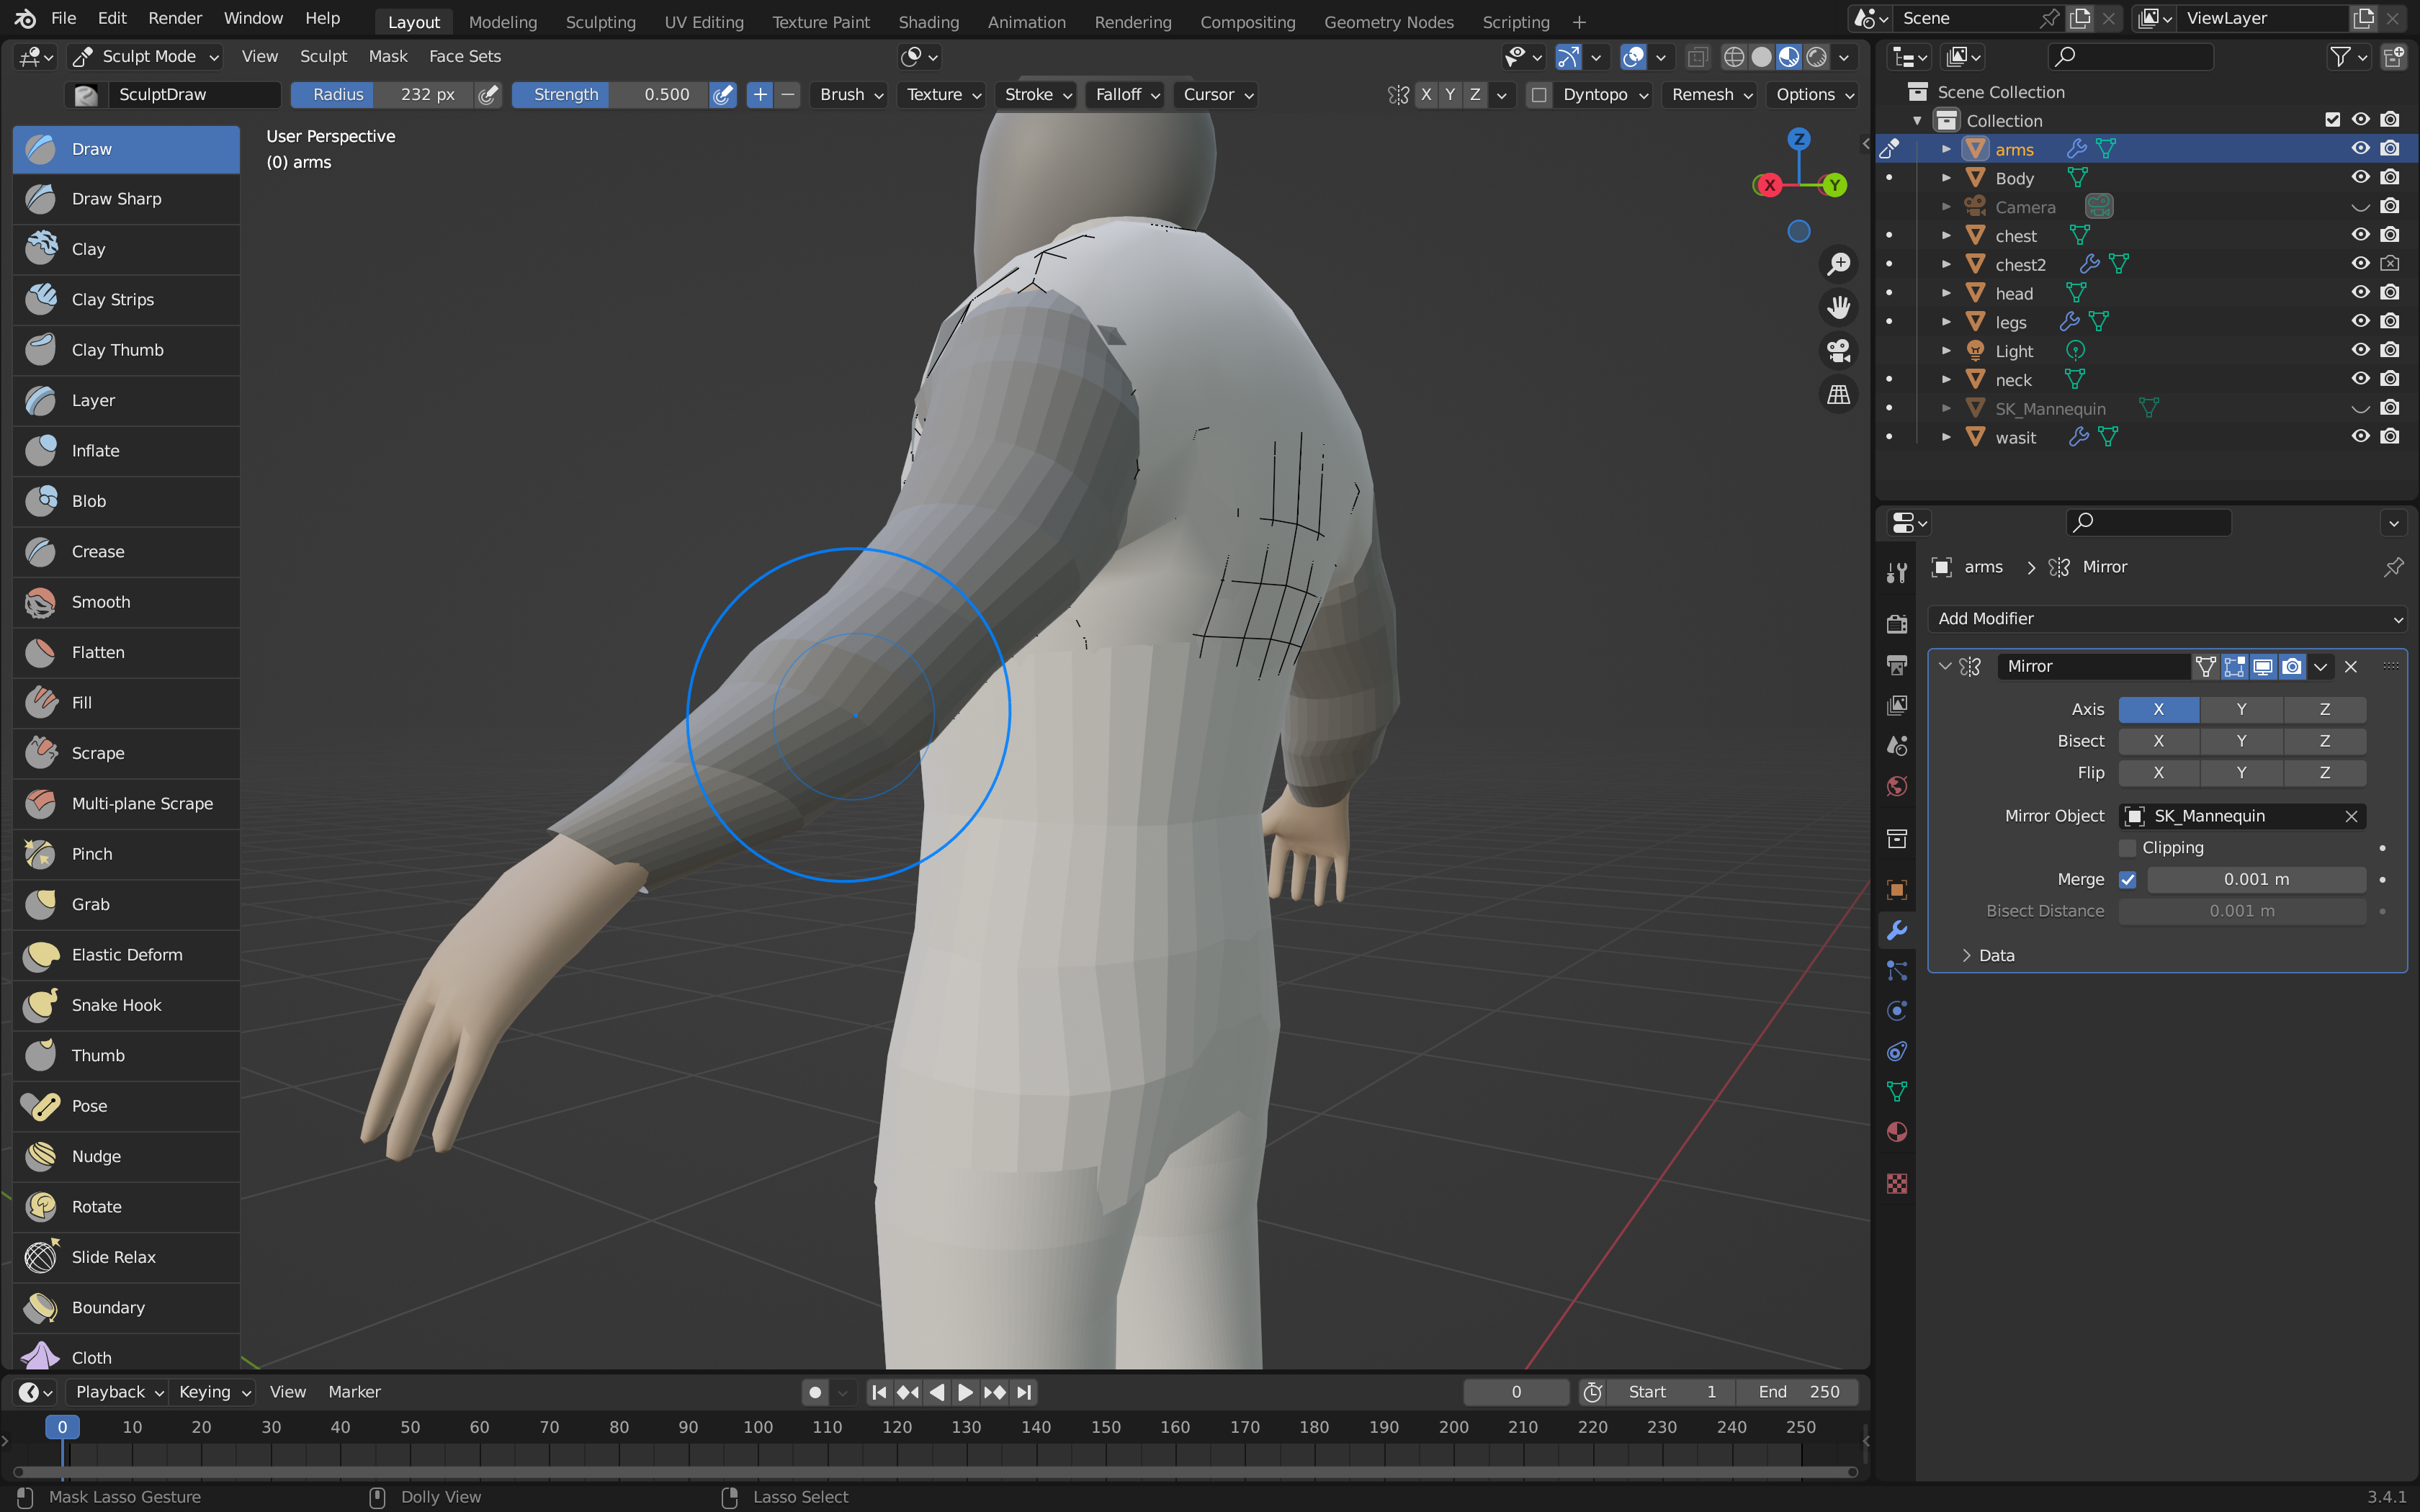 File Edit Render Window Help Layout Modeling Sculpting UV Editing Texture Paint Shading Animation Rendering Compositing Geometry Nodes Scripting + Scene ViewLayer
Sculpt Mode View Sculpt Mask Face Sets
SculptDraw Radius 232 px Strength 0.500 Brush Texture Stroke Falloff Cursor X Y Z Dyntopo Remesh Options
User Perspective
(0) arms
Draw
Draw Sharp
Clay
Clay Strips
Clay Thumb
Layer
Inflate
Blob
Crease
Smooth
Flatten
Fill
Scrape
Multi-plane Scrape
Pinch
Grab
Elastic Deform
Snake Hook
Thumb
Pose
Nudge
Rotate
Slide Relax
Boundary
Cloth
Z
X Y
Scene Collection
Collection
arms
Body
Camera
chest
chest2
head
legs
Light
neck
SK_Mannequin
wasit
arms > Mirror
Add Modifier
Mirror
Axis X Y Z
Bisect X Y Z
Flip X Y Z
Mirror Object SK_Mannequin
Clipping
Merge 0.001 m
Bisect Distance 0.001 m
Data
Playback Keying View Marker 0 Start 1 End 250
0 10 20 30 40 50 60 70 80 90 100 110 120 130 140 150 160 170 180 190 200 210 220 230 240 250
Mask Lasso Gesture Dolly View Lasso Select 3.4.1